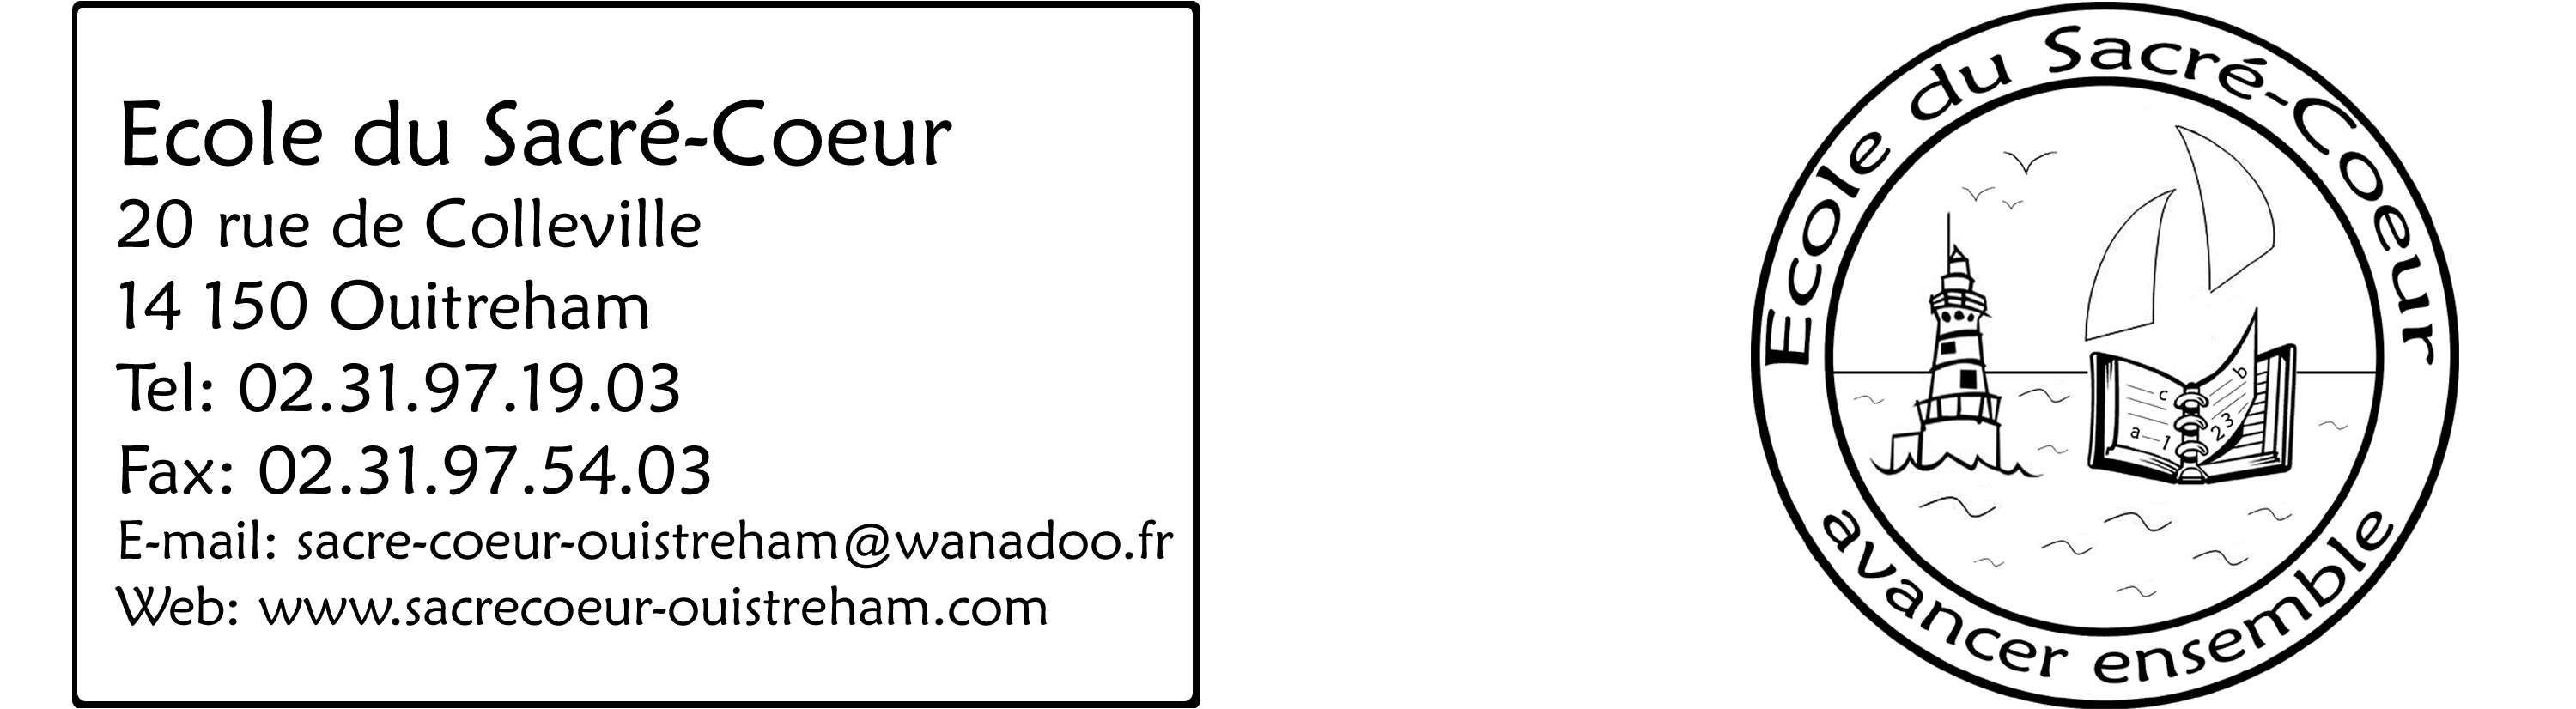 Ecole du Sacré-Coeur
20 rue de Colleville
14 150 Ouitreham
Tel: 02.31.97.19.03
Fax: 02.31.97.54.03
E-mail: sacre-coeur-ouistreham@wanadoo.fr
Web: www.sacrecoeur-ouistreham.com
Ecole du Sacré-Coeur
c b
a—1 23
avancer ensemble